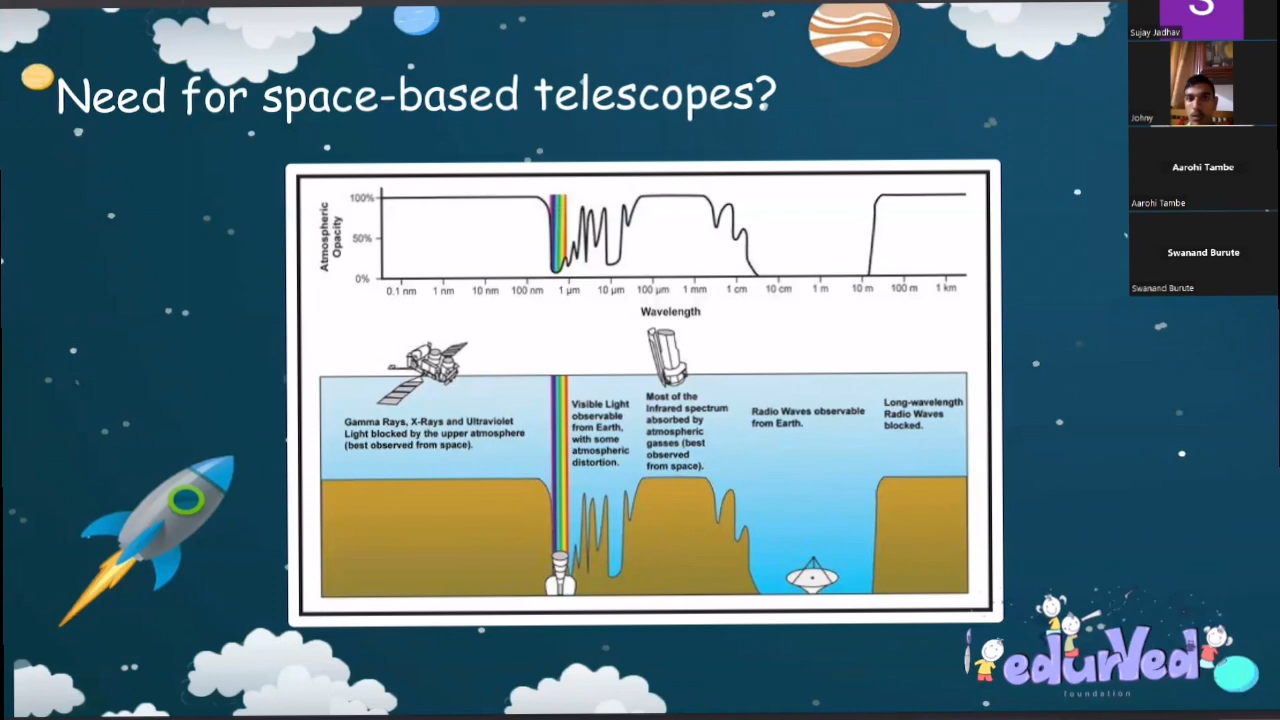 Need for space-based telescopes?
S
Sujay Jadhav
Johny
Aarohi Tambe
Aarohi Tambe
Swanand Burute
Swanand Burute
Atmospheric
Opacity
100%
50%
0%
0.1 nm 1 nm 10 nm 100 nm 1 µm 10 µm 100 µm 1 mm 1 cm 10 cm 1 m 10 m 100 m 1 km
Wavelength
Gamma Rays, X-Rays and Ultraviolet
Light blocked by the upper atmosphere
(best observed from space).
Visible Light
observable
from Earth,
with some
atmospheric
distortion.
Most of the
Infrared spectrum
absorbed by
atmospheric
gasses (best
observed
from space).
Radio Waves observable
from Earth.
Long-wavelength
Radio Waves
blocked.
edurVed
foundation